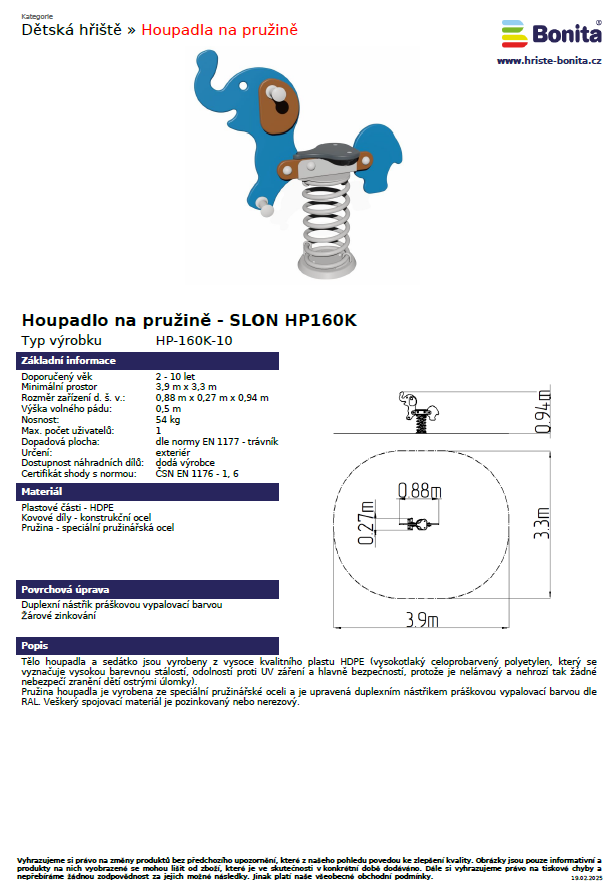 Kategorie
Dětská hřiště » Houpadla na pružině
Bonita®
www.hriste-bonita.cz
Houpadlo na pružině - SLON HP160K
Typ výrobku HP-160K-10
Základní informace
Doporučený věk 2 - 10 let
Minimální prostor 3,9 m x 3,3 m
Rozměr zařízení d. š. v.: 0,88 m x 0,27 m x 0,94 m
Výška volného pádu: 0,5 m
Nosnost: 54 kg
Max. počet uživatelů: 1
Dopadová plocha: dle normy EN 1177 - trávník
Určení: exteriér
Dostupnost náhradních dílů: dodá výrobce
Certifikát shody s normou: ČSN EN 1176 - 1, 6
0.94m
Materiál
0.88m
Plastové části - HDPE
Kovové díly - konstrukční ocel
Pružina - speciální pružinářská ocel
0.27m
3.3m
Povrchová úprava
Duplexní nástřik práškovou vypalovací barvou
Žárové zinkování
3.9m
Popis
Tělo houpadla a sedátko jsou vyrobeny z vysoce kvalitního plastu HDPE (vysokotlaký celoprobarvený polyetylen, který se
vyznačuje vysokou barevnou stálostí, odolností proti UV záření a hlavně bezpečností, protože je nelámavý a nehrozí tak žádné
nebezpečí zranění dětí ostrými úlomky).
Pružina houpadla je vyrobena ze speciální pružinářské oceli a je upravená duplexním nástřikem práškovou vypalovací barvou dle
RAL. Veškerý spojovací materiál je pozinkovaný nebo nerezový.
Vyhrazujeme si právo na změny produktů bez předchozího upozornění, které z našeho pohledu povedou ke zlepšení kvality. Obrázky jsou pouze informativní a
produkty na nich vyobrazené se mohou lišit od zboží, které je ve skutečnosti v konkrétní době dodáváno. Dále si vyhrazujeme právo na tiskové chyby a
nepřebíráme žádnou zodpovědnost za jejich možné následky. Jinak platí naše všeobecné obchodní podmínky.
19.02.2025